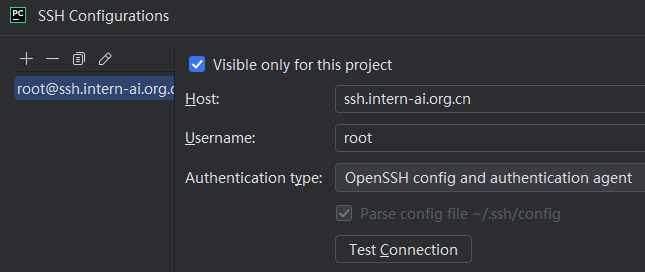 PC SSH Configurations
root@ssh.intern-ai.org.c
Visible only for this project
Host: ssh.intern-ai.org.cn
Username: root
Authentication type: OpenSSH config and authentication agent
Parse config file ~/.ssh/config
Test Connection